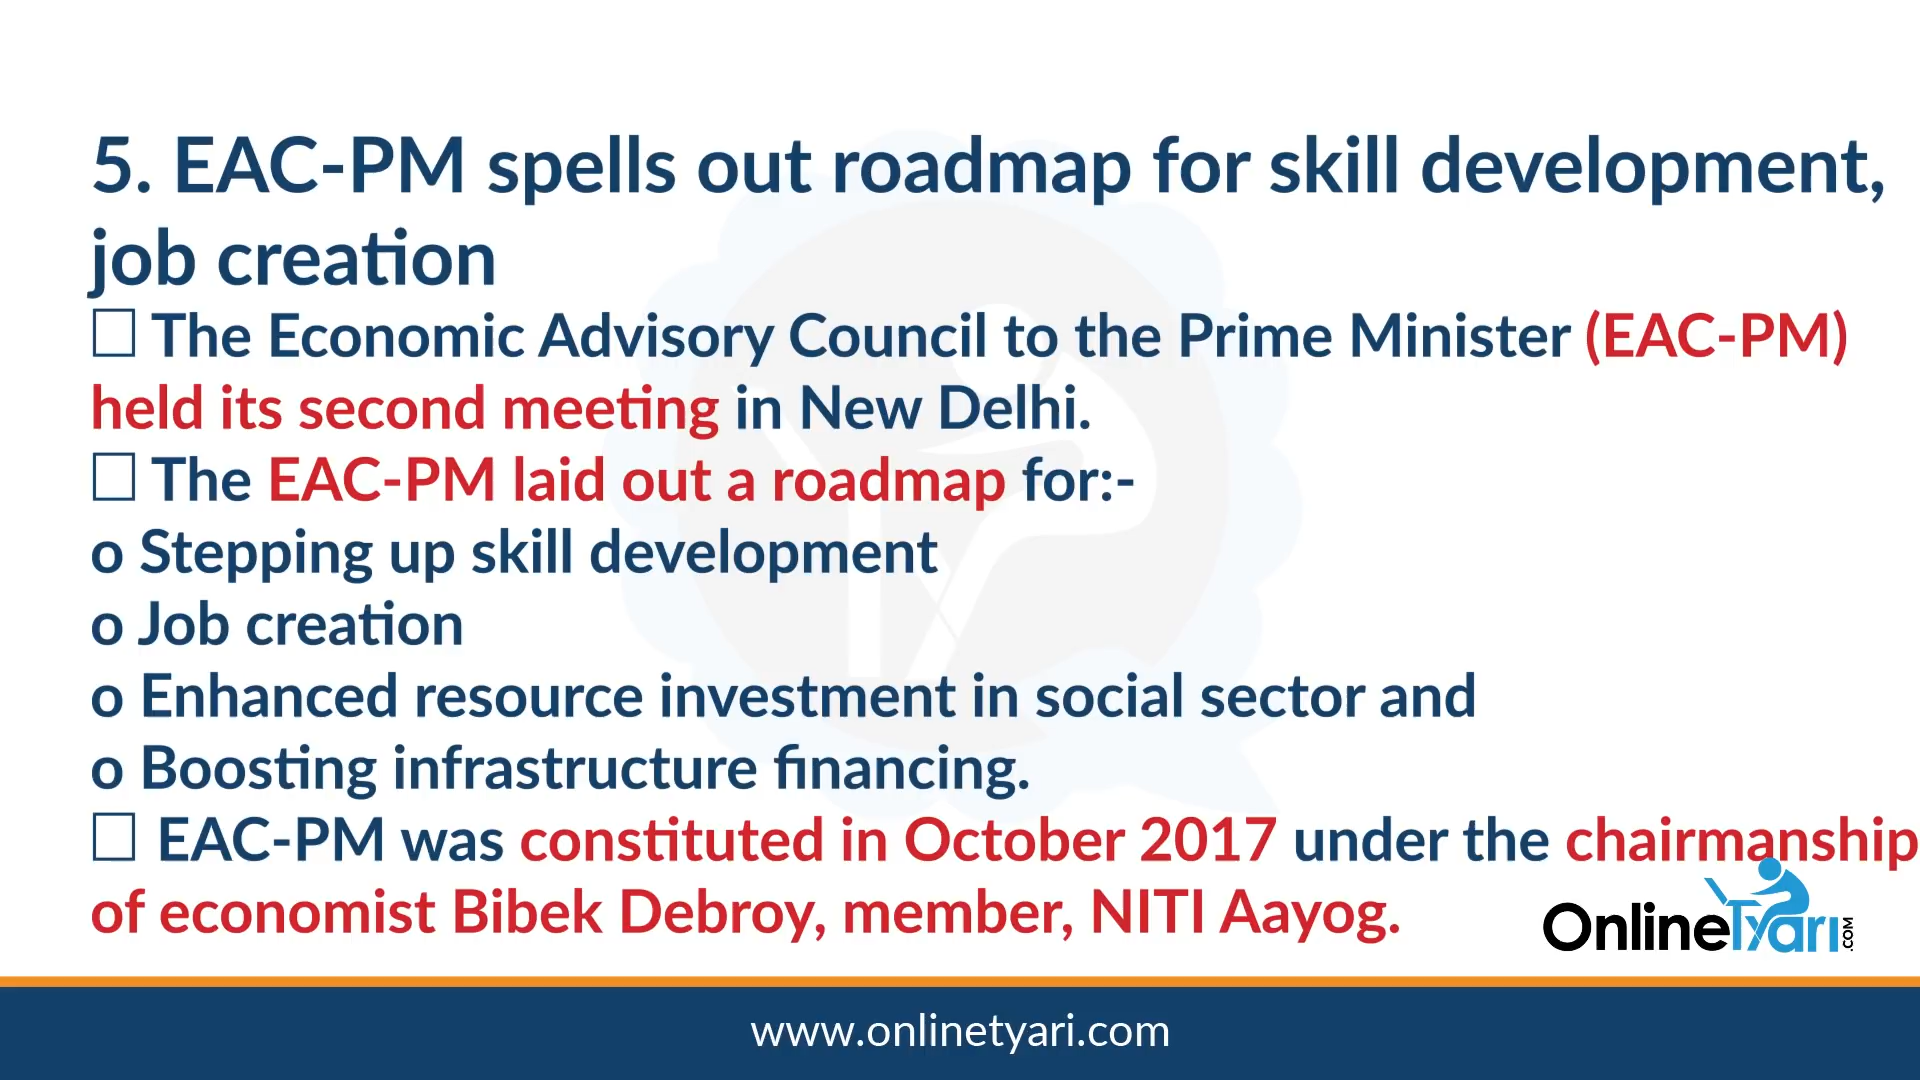 5. EAC-PM spells out roadmap for skill development,
job creation
□ The Economic Advisory Council to the Prime Minister (EAC-PM)
held its second meeting in New Delhi.
□ The EAC-PM laid out a roadmap for:-
o Stepping up skill development
o Job creation
o Enhanced resource investment in social sector and
o Boosting infrastructure financing.
□ EAC-PM was constituted in October 2017 under the chairmanship
of economist Bibek Debroy, member, NITI Aayog.
OnlineTyari.COM
www.onlinetyari.com